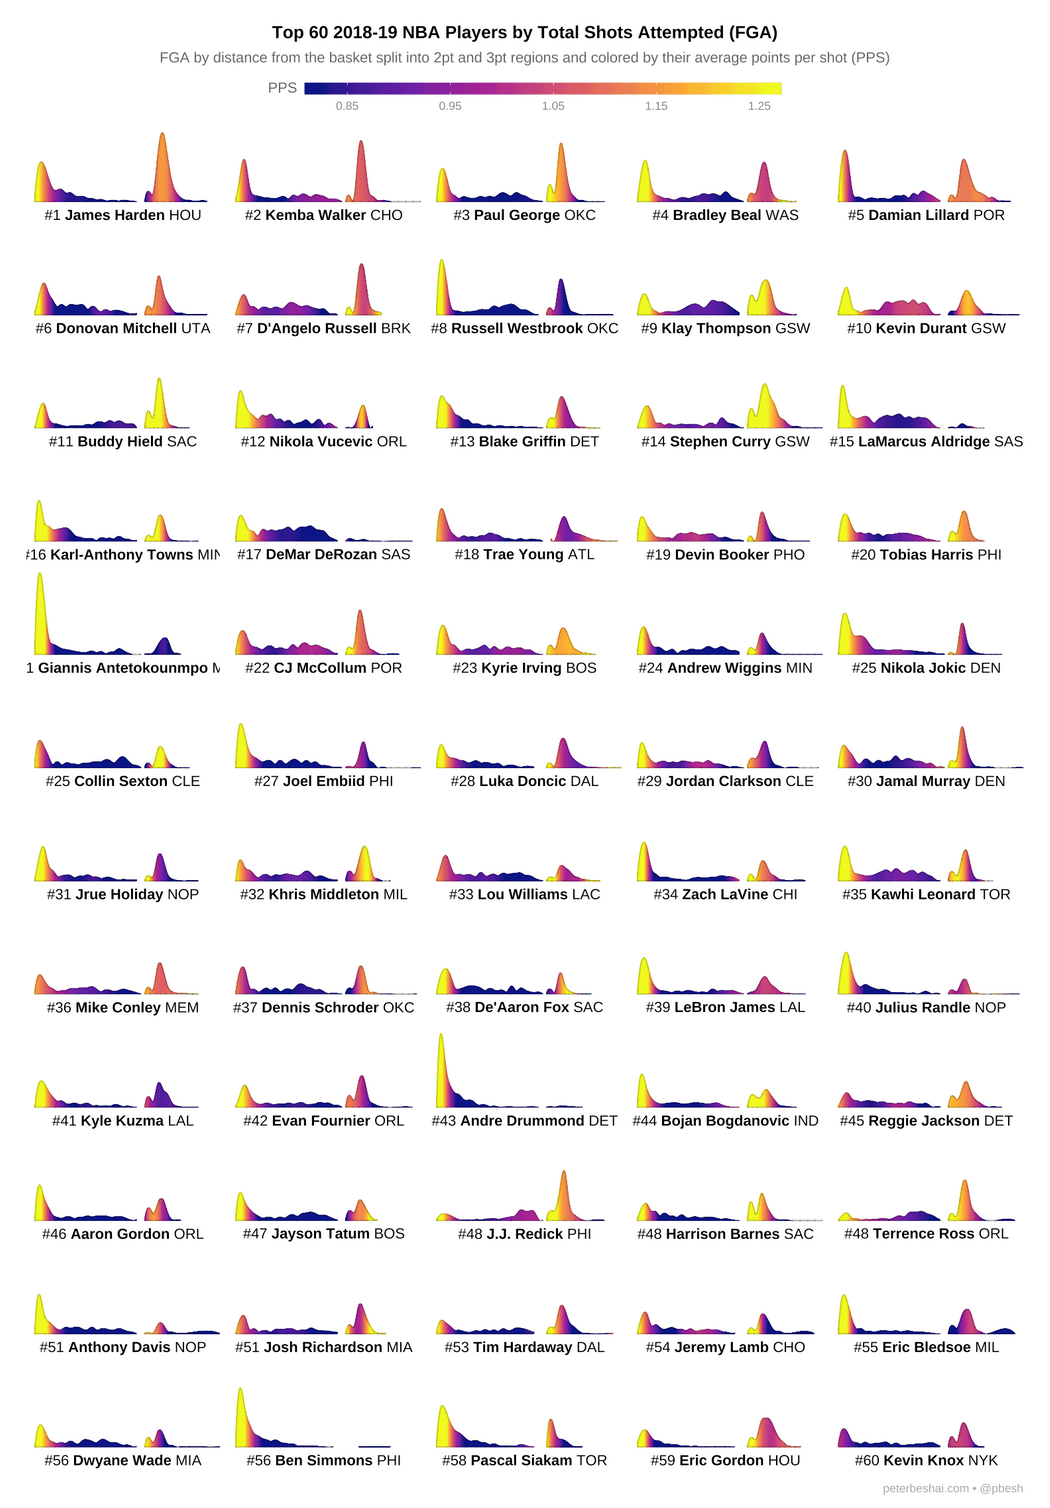 Top 60 2018-19 NBA Players by Total Shots Attempted (FGA)
FGA by distance from the basket split into 2pt and 3pt regions and colored by their average points per shot (PPS)
PPS
0.85 0.95 1.05 1.15 1.25
#1 James Harden HOU #2 Kemba Walker CHO #3 Paul George OKC #4 Bradley Beal WAS #5 Damian Lillard POR
#6 Donovan Mitchell UTA #7 D'Angelo Russell BRK #8 Russell Westbrook OKC #9 Klay Thompson GSW #10 Kevin Durant GSW
#11 Buddy Hield SAC #12 Nikola Vucevic ORL #13 Blake Griffin DET #14 Stephen Curry GSW #15 LaMarcus Aldridge SAS
#16 Karl-Anthony Towns MIN #17 DeMar DeRozan SAS #18 Trae Young ATL #19 Devin Booker PHO #20 Tobias Harris PHI
1 Giannis Antetokounmpo M #22 CJ McCollum POR #23 Kyrie Irving BOS #24 Andrew Wiggins MIN #25 Nikola Jokic DEN
#25 Collin Sexton CLE #27 Joel Embiid PHI #28 Luka Doncic DAL #29 Jordan Clarkson CLE #30 Jamal Murray DEN
#31 Jrue Holiday NOP #32 Khris Middleton MIL #33 Lou Williams LAC #34 Zach LaVine CHI #35 Kawhi Leonard TOR
#36 Mike Conley MEM #37 Dennis Schroder OKC #38 De'Aaron Fox SAC #39 LeBron James LAL #40 Julius Randle NOP
#41 Kyle Kuzma LAL #42 Evan Fournier ORL #43 Andre Drummond DET #44 Bojan Bogdanovic IND #45 Reggie Jackson DET
#46 Aaron Gordon ORL #47 Jayson Tatum BOS #48 J.J. Redick PHI #48 Harrison Barnes SAC #48 Terrence Ross ORL
#51 Anthony Davis NOP #51 Josh Richardson MIA #53 Tim Hardaway DAL #54 Jeremy Lamb CHO #55 Eric Bledsoe MIL
#56 Dwyane Wade MIA #56 Ben Simmons PHI #58 Pascal Siakam TOR #59 Eric Gordon HOU #60 Kevin Knox NYK
peterbeshai.com • @pbesh